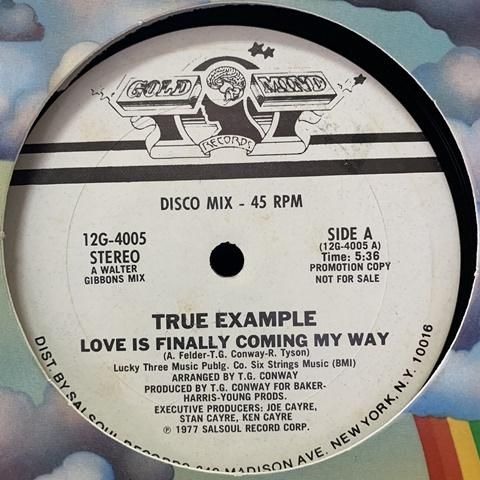 GOLD MIND
RECORDS
DISCO MIX - 45 RPM
12G-4005
STEREO
A WALTER
GIBBONS MIX
SIDE A
(12G-4005 A)
Time: 5:36
PROMOTION COPY
NOT FOR SALE
TRUE EXAMPLE
LOVE IS FINALLY COMING MY WAY
(A. Felder-T.G. Conway-R. Tyson)
Lucky Three Music Publg. Co. Six Strings Music (BMI)
ARRANGED BY T.G. CONWAY
PRODUCED BY T.G. CONWAY FOR BAKER-
HARRIS-YOUNG PRODS.
EXECUTIVE PRODUCERS: JOE CAYRE,
STAN CAYRE, KEN CAYRE
℗ 1977 SALSOUL RECORD CORP.
DIST. BY SALSOUL MADISON AVE. NEW YORK, N.Y. 10016